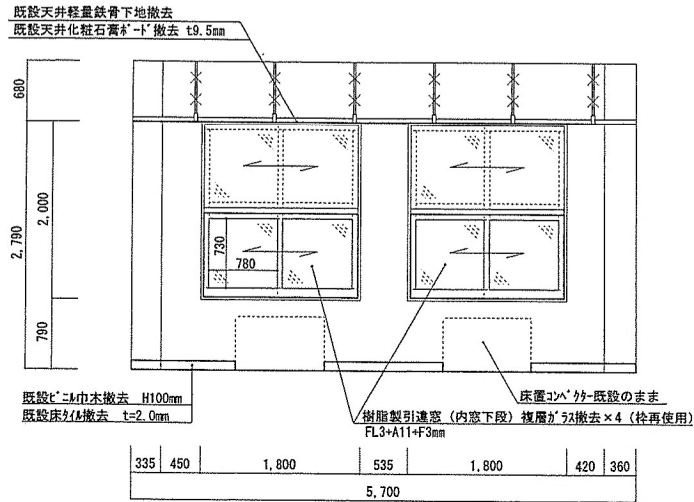 既設天井軽量鉄骨下地撤去
既設天井化粧石膏ボード撤去 t9.5mm
680
2,000
2,790
790
730
780
既設ビニル巾木撤去 H100mm
既設床タイル撤去 t=2.0mm
床置コンベクター既設のまま
樹脂製引違窓（内窓下段）複層ガラス撤去×4（枠再使用）
FL3+A11+F3mm
335 450 1,800 535 1,800 420 360
5,700